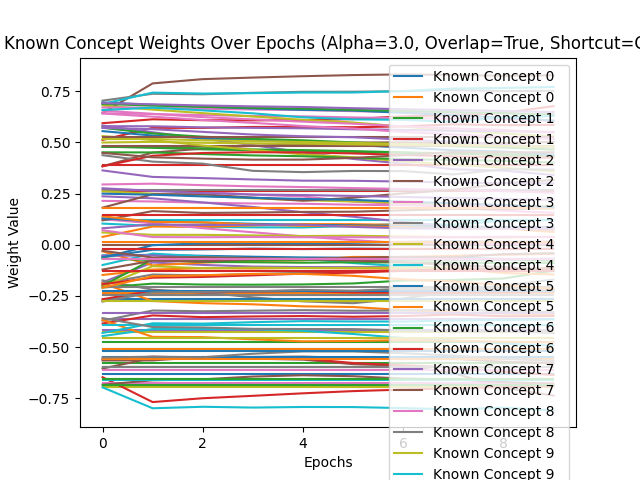 Known Concept Weights Over Epochs (Alpha=3.0, Overlap=True, Shortcut=
Weight Value
0.75
0.50
0.25
0.00
−0.25
−0.50
−0.75
0
2
4
6
8
Epochs
Known Concept 0
Known Concept 0
Known Concept 1
Known Concept 1
Known Concept 2
Known Concept 2
Known Concept 3
Known Concept 3
Known Concept 4
Known Concept 4
Known Concept 5
Known Concept 5
Known Concept 6
Known Concept 6
Known Concept 7
Known Concept 7
Known Concept 8
Known Concept 8
Known Concept 9
Known Concept 9